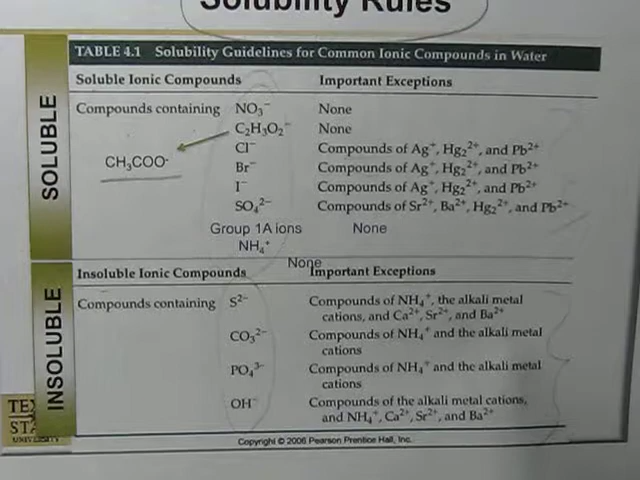 Solubility Rules
TABLE 4.1 Solubility Guidelines for Common Ionic Compounds in Water
Soluble Ionic Compounds Important Exceptions
Compounds containing NO₃⁻ None
C₂H₃O₂⁻ None
Cl⁻ Compounds of Ag⁺, Hg₂²⁺, and Pb²⁺
CH₃COO⁻
Br⁻ Compounds of Ag⁺, Hg₂²⁺, and Pb²⁺
I⁻ Compounds of Ag⁺, Hg₂²⁺, and Pb²⁺
SO₄²⁻ Compounds of Sr²⁺, Ba²⁺, Hg₂²⁺, and Pb²⁺
Group 1A ions None
NH₄⁺
None
SOLUBLE
Insoluble Ionic Compounds Important Exceptions
Compounds containing S²⁻ Compounds of NH₄⁺, the alkali metal
cations, and Ca²⁺, Sr²⁺, and Ba²⁺
CO₃²⁻ Compounds of NH₄⁺ and the alkali metal
cations
PO₄³⁻ Compounds of NH₄⁺ and the alkali metal
cations
OH⁻ Compounds of the alkali metal cations,
and NH₄⁺, Ca²⁺, Sr²⁺, and Ba²⁺
INSOLUBLE
Copyright © 2006 Pearson Prentice Hall, Inc.
TE
STA
UNIVERSITY